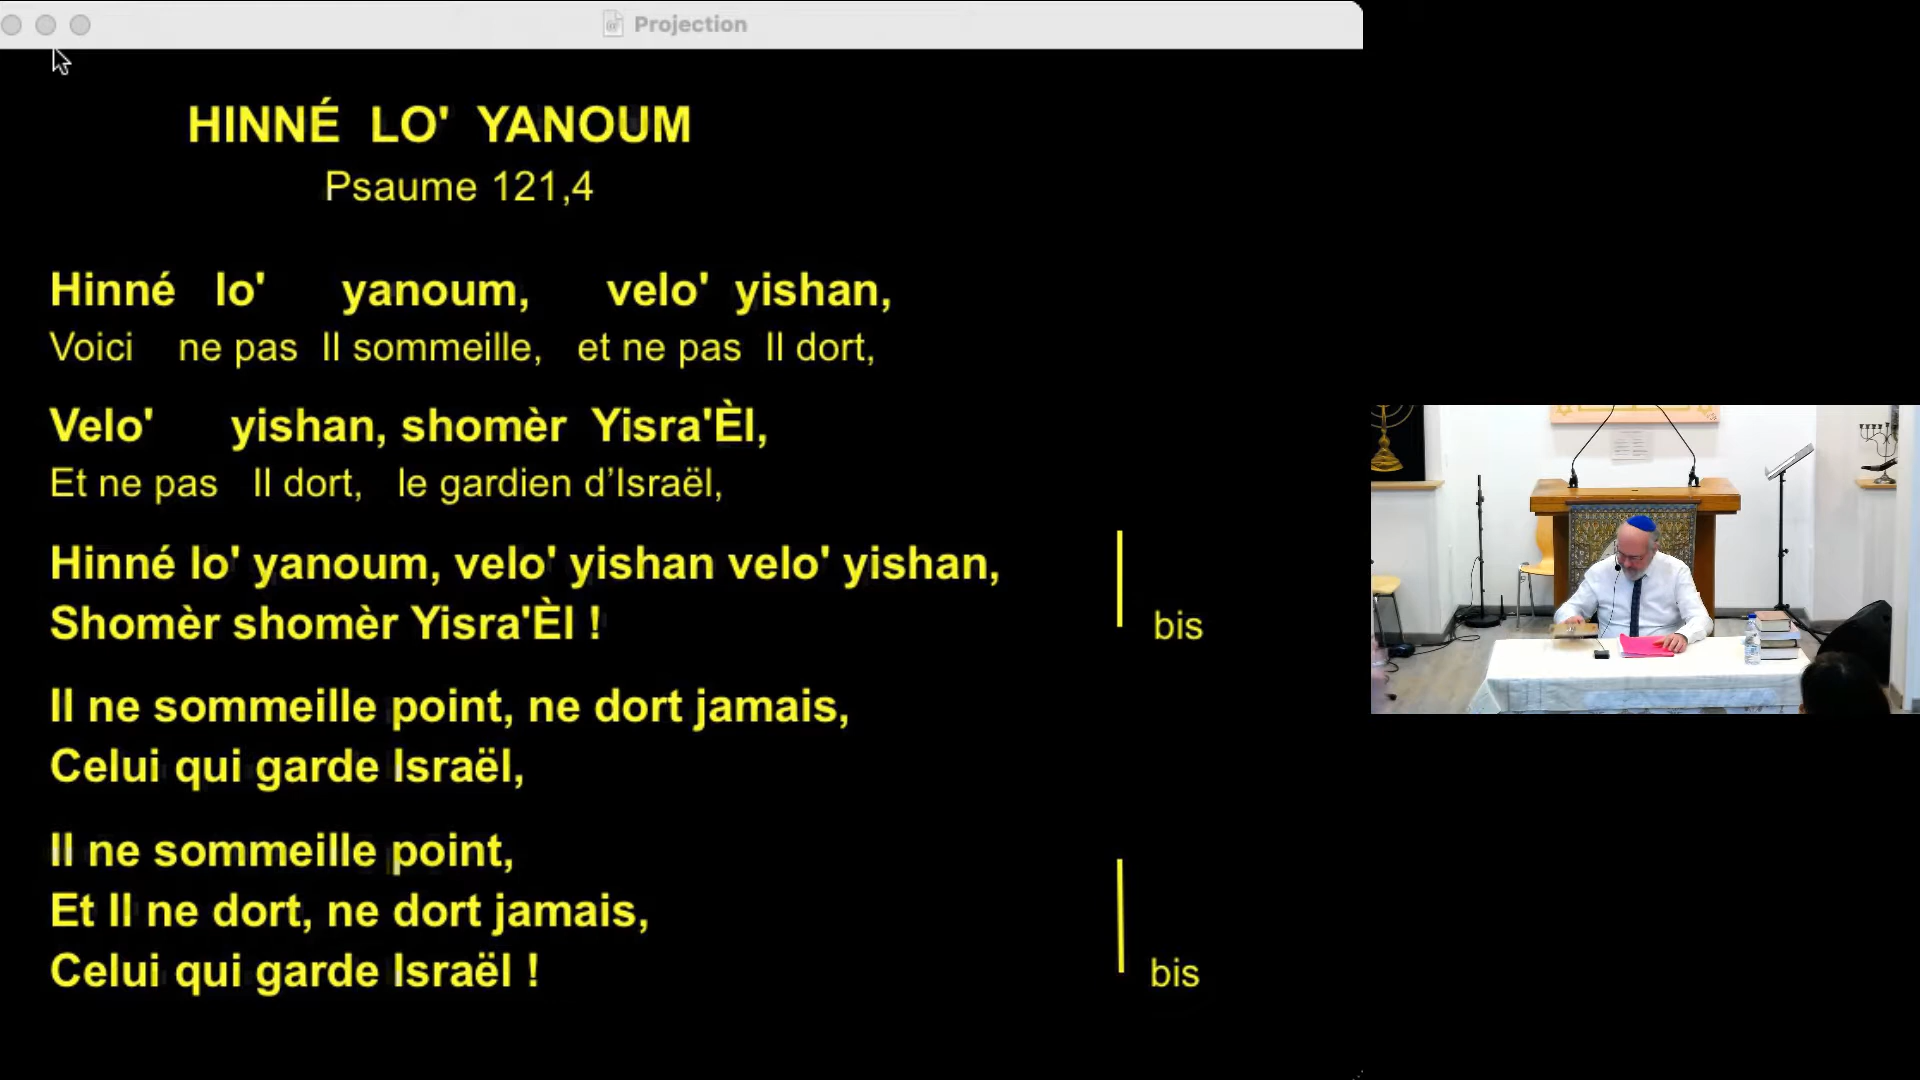 Projection
HINNÉ LO' YANOUM
Psaume 121,4
Hinné lo' yanoum, velo' yishan,
Voici ne pas Il sommeille, et ne pas Il dort,
Velo' yishan, shomèr Yisra'Èl,
Et ne pas Il dort, le gardien d’Israël,
Hinné lo' yanoum, velo' yishan velo' yishan,
Shomèr shomèr Yisra'Èl !
bis
Il ne sommeille point, ne dort jamais,
Celui qui garde Israël,
Il ne sommeille point,
Et Il ne dort, ne dort jamais,
Celui qui garde Israël !
bis